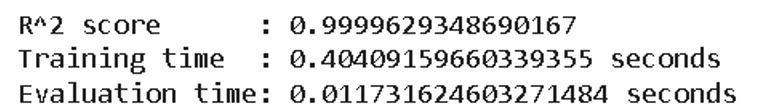 R^2 score      : 0.9999629348690167
Training time  : 0.40409159660339355 seconds
Evaluation time: 0.011731624603271484 seconds